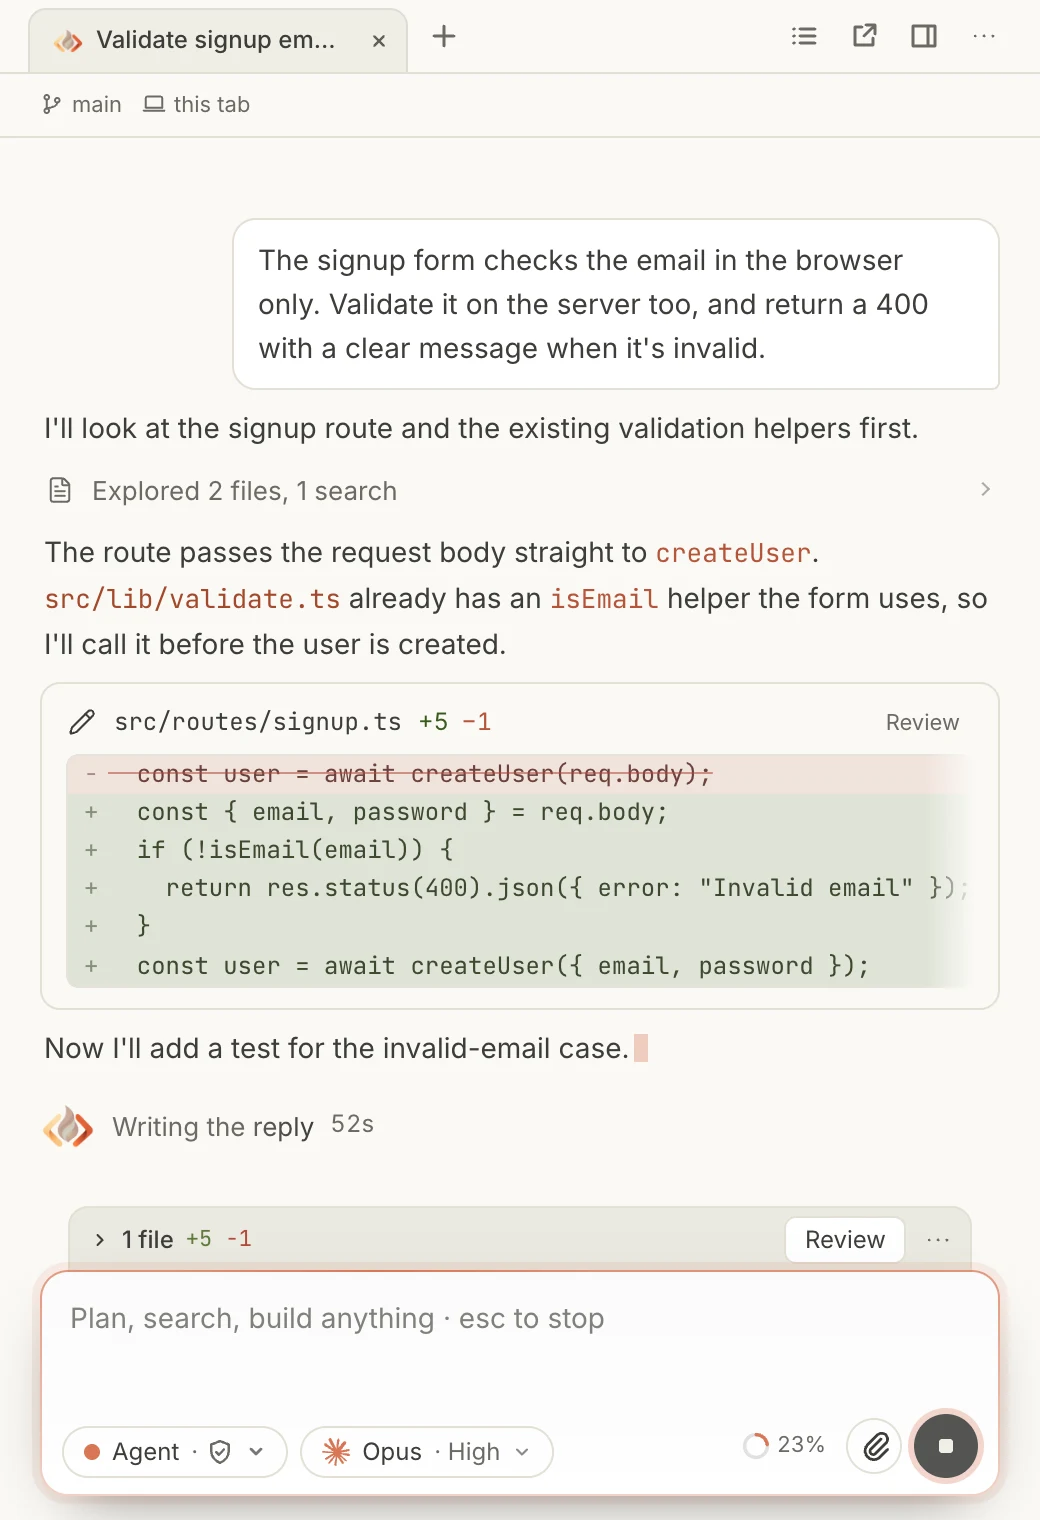 Validate signup em... ×
main this tab
The signup form checks the email in the browser
only. Validate it on the server too, and return a 400
with a clear message when it's invalid.
I'll look at the signup route and the existing validation helpers first.
Explored 2 files, 1 search
The route passes the request body straight to createUser.
src/lib/validate.ts already has an isEmail helper the form uses, so
I'll call it before the user is created.
src/routes/signup.ts +5 −1 Review
- const user = await createUser(req.body);
+ const { email, password } = req.body;
+ if (!isEmail(email)) {
+ return res.status(400).json({ error: "Invalid email" });
+ }
+ const user = await createUser({ email, password });
Now I'll add a test for the invalid-email case.
Writing the reply 52s
1 file +5 -1 Review ···
Plan, search, build anything · esc to stop
Agent · Opus · High 23%